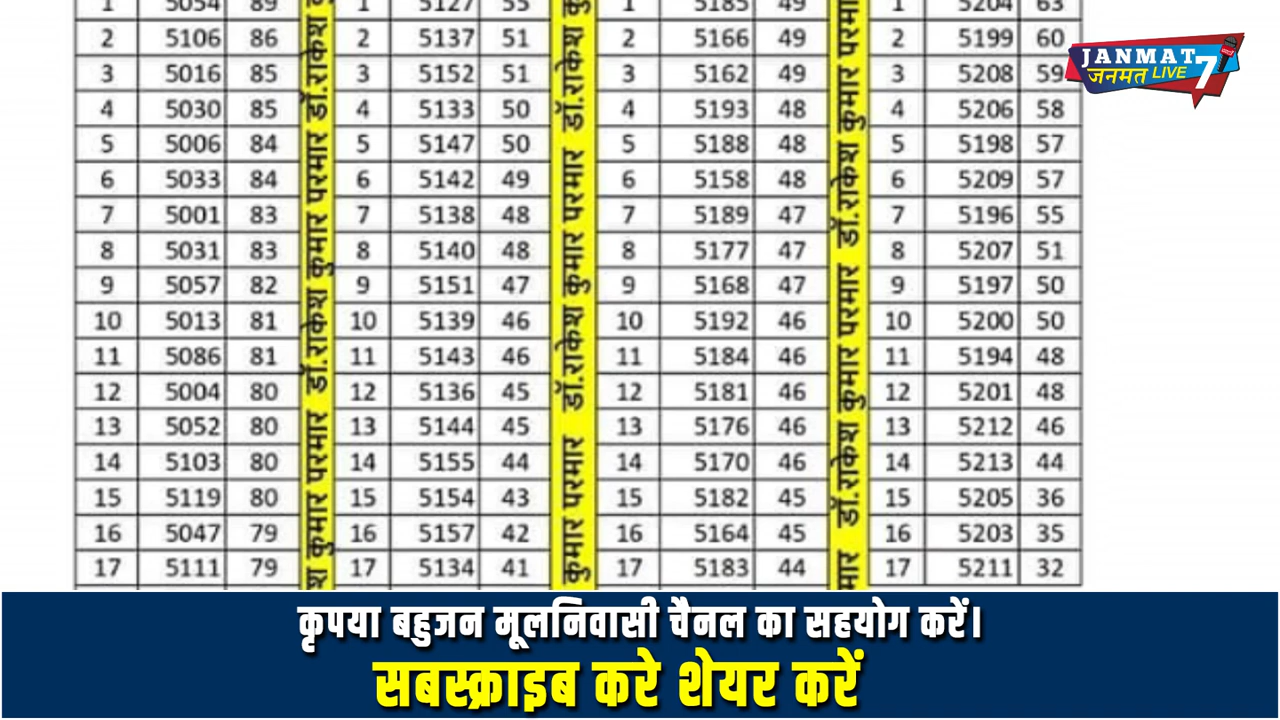 1 5054 89 1 5127 55 1 5185 49 1 5204 63
2 5106 86 2 5137 51 2 5166 49 2 5199 60
3 5016 85 3 5152 51 3 5162 49 3 5208 59
4 5030 85 4 5133 50 4 5193 48 4 5206 58
5 5006 84 5 5147 50 5 5188 48 5 5198 57
6 5033 84 6 5142 49 6 5158 48 6 5209 57
7 5001 83 7 5138 48 7 5189 47 7 5196 55
8 5031 83 8 5140 48 8 5177 47 8 5207 51
9 5057 82 9 5151 47 9 5168 47 9 5197 50
10 5013 81 10 5139 46 10 5192 46 10 5200 50
11 5086 81 11 5143 46 11 5184 46 11 5194 48
12 5004 80 12 5136 45 12 5181 46 12 5201 48
13 5052 80 13 5144 45 13 5176 46 13 5212 46
14 5103 80 14 5155 44 14 5170 46 14 5213 44
15 5119 80 15 5154 43 15 5182 45 15 5205 36
16 5047 79 16 5157 42 16 5164 45 16 5203 35
17 5111 79 17 5134 41 17 5183 44 17 5211 32
कुमार परमार डॉ.राकेश कुमार परमार डॉ.राकेश
कुमार परमार डॉ.राकेश कुमार परमार डॉ.राकेश
डॉ.राकेश कुमार परमार डॉ.राकेश कुमार परमार
JANMAT 7
जनमत LIVE
कृपया बहुजन मूलनिवासी चैनल का सहयोग करें।
सबस्क्राइब करे शेयर करें